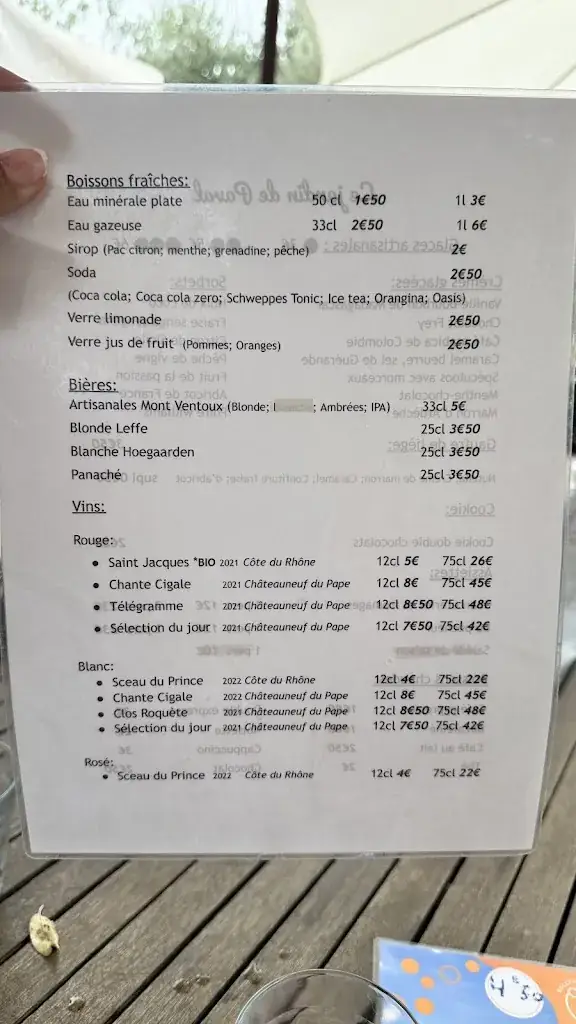 Boissons fraîches:
Eau minérale plate 50 cl 1€50 1l 3€
Eau gazeuse 33cl 2€50 1l 6€
Sirop (Pac citron; menthe; grenadine; pêche) 2€
Soda 2€50
(Coca cola; Coca cola zero; Schweppes Tonic; Ice tea; Orangina; Oasis)
Verre limonade 2€50
Verre jus de fruit (Pommes; Oranges) 2€50
Bières:
Artisanales Mont Ventoux (Blonde; ; Ambrées; IPA) 33cl 5€
Blonde Leffe 25cl 3€50
Blanche Hoegaarden 25cl 3€50
Panaché 25cl 3€50
Vins:
Rouge:
• Saint Jacques *BIO 2021 Côte du Rhône 12cl 5€ 75cl 26€
• Chante Cigale 2021 Châteauneuf du Pape 12cl 8€ 75cl 45€
• Télégramme 2021 Châteauneuf du Pape 12cl 8€50 75cl 48€
• Sélection du jour 2021 Châteauneuf du Pape 12cl 7€50 75cl 42€
Blanc:
• Sceau du Prince 2022 Côte du Rhône 12cl 4€ 75cl 22€
• Chante Cigale 2022 Châteauneuf du Pape 12cl 8€ 75cl 45€
• Clos Roquète 2021 Châteauneuf du Pape 12cl 8€50 75cl 48€
• Sélection du jour 2021 Châteauneuf du Pape 12cl 7€50 75cl 42€
Rosé:
• Sceau du Prince 2022 Côte du Rhône 12cl 4€ 75cl 22€
4€50